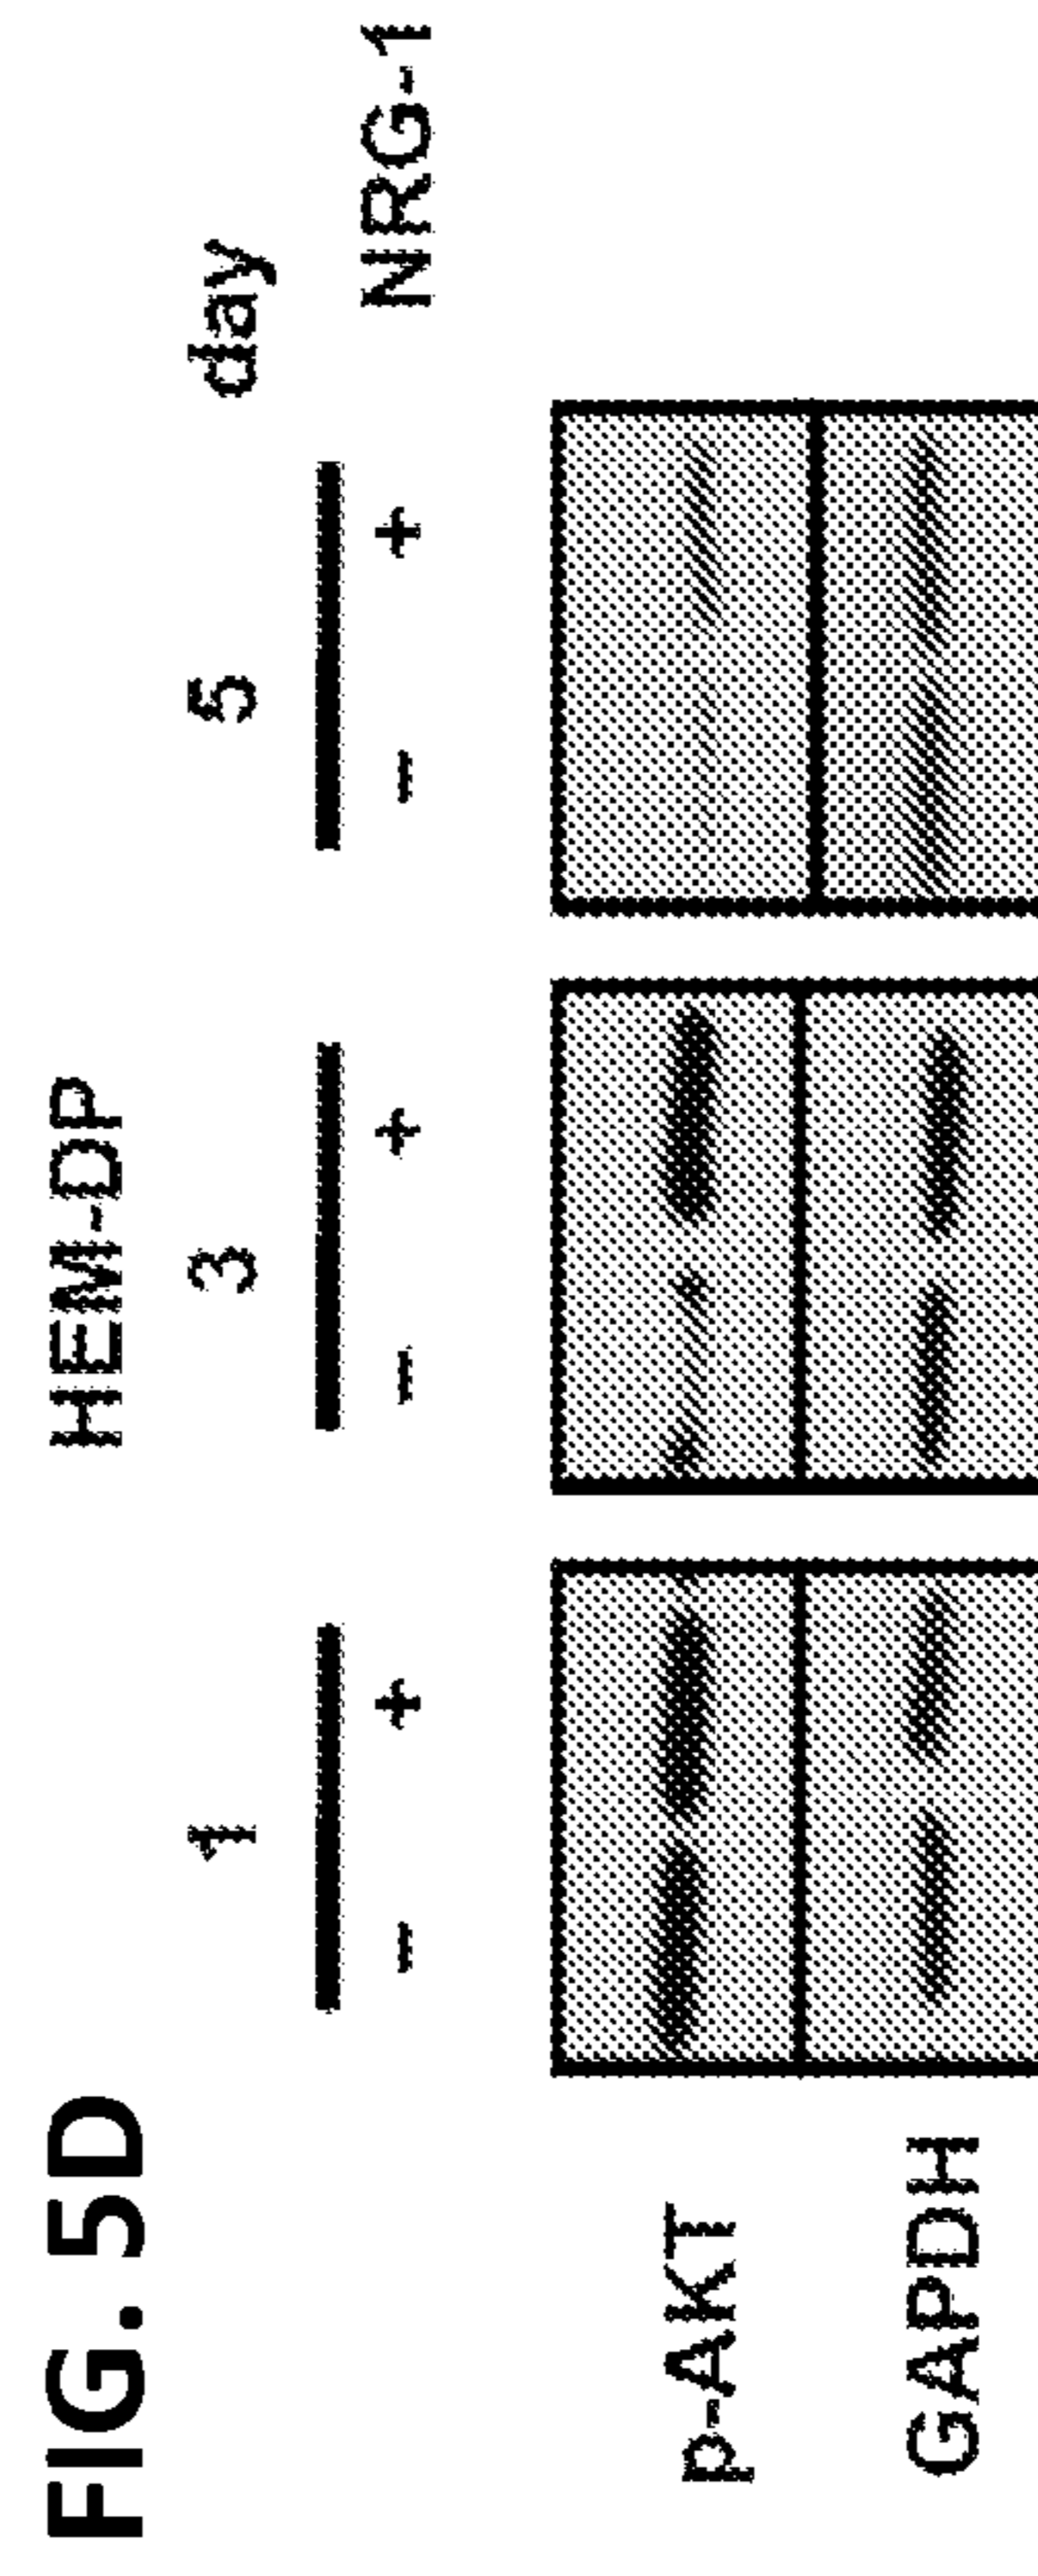 FIG. 5D
HEM-DP
1 3 5 day
− + − + − + NRG-1
p-AKT
GAPDH